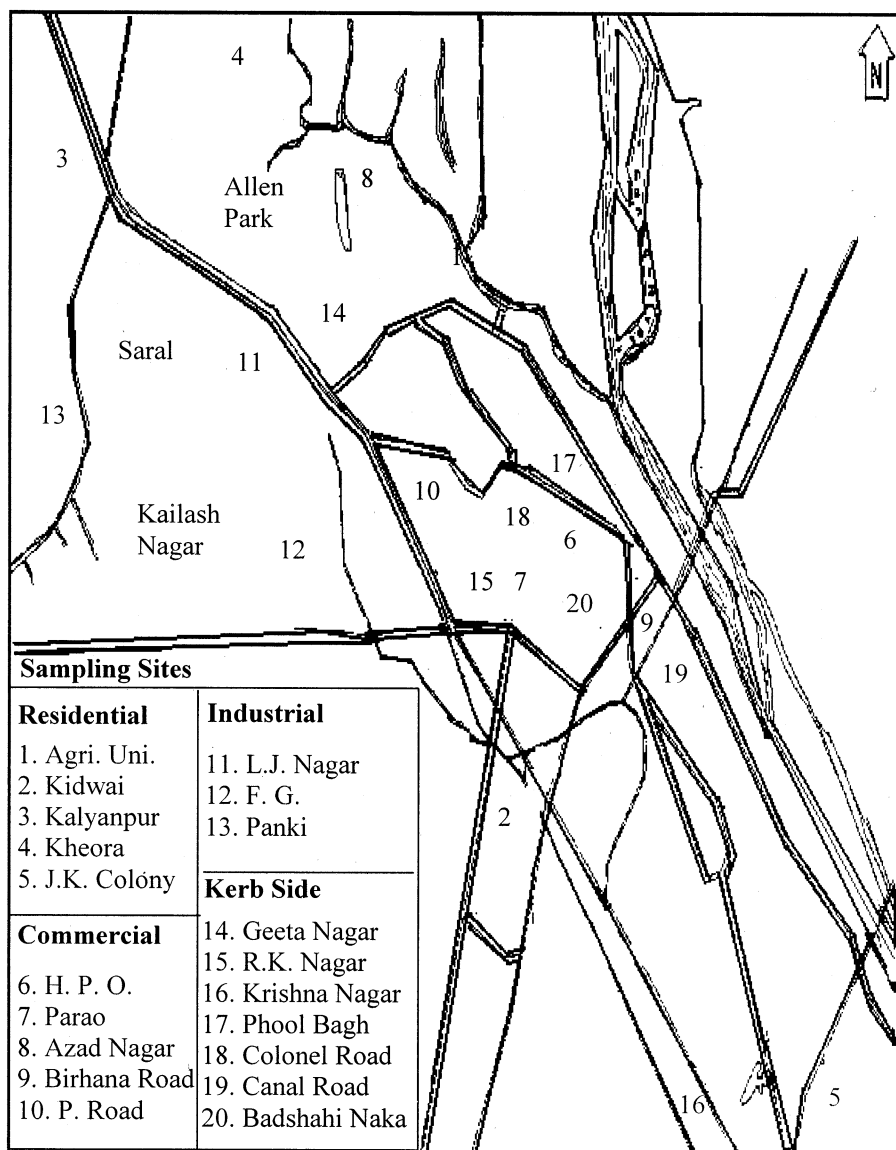 N
4
3
8
Allen
Park
1
14
Saral
11
13
17
10
18
Kailash
Nagar
6
12
15
7
20
9
19
2
16
5
Sampling Sites
Residential
1. Agri. Uni.
2. Kidwai
3. Kalyanpur
4. Kheora
5. J.K. Colony
Commercial
6. H. P. O.
7. Parao
8. Azad Nagar
9. Birhana Road
10. P. Road
Industrial
11. L.J. Nagar
12. F. G.
13. Panki
Kerb Side
14. Geeta Nagar
15. R.K. Nagar
16. Krishna Nagar
17. Phool Bagh
18. Colonel Road
19. Canal Road
20. Badshahi Naka